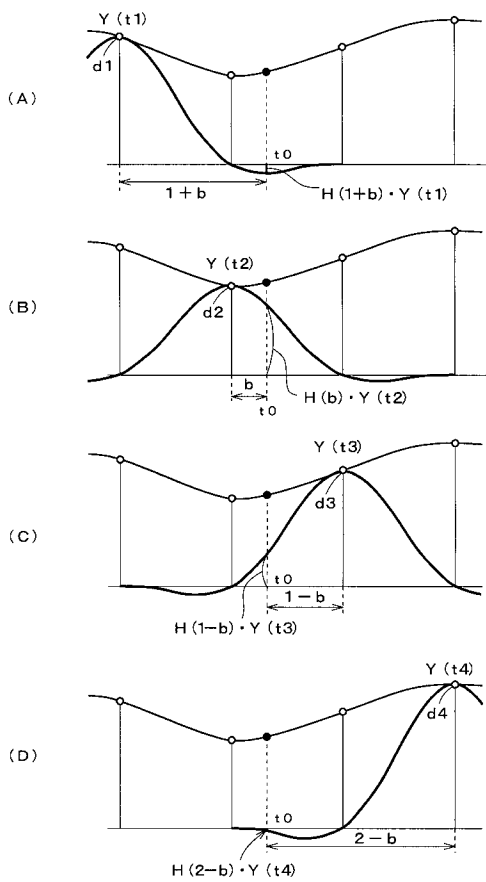 (A)
Y (t1)
d1
t0
1+b
H(1+b)・Y(t1)
(B)
Y (t2)
d2
b
t0
H(b)・Y(t2)
(C)
Y (t3)
d3
t0
1−b
H(1−b)・Y(t3)
(D)
Y (t4)
d4
t0
2−b
H(2−b)・Y(t4)